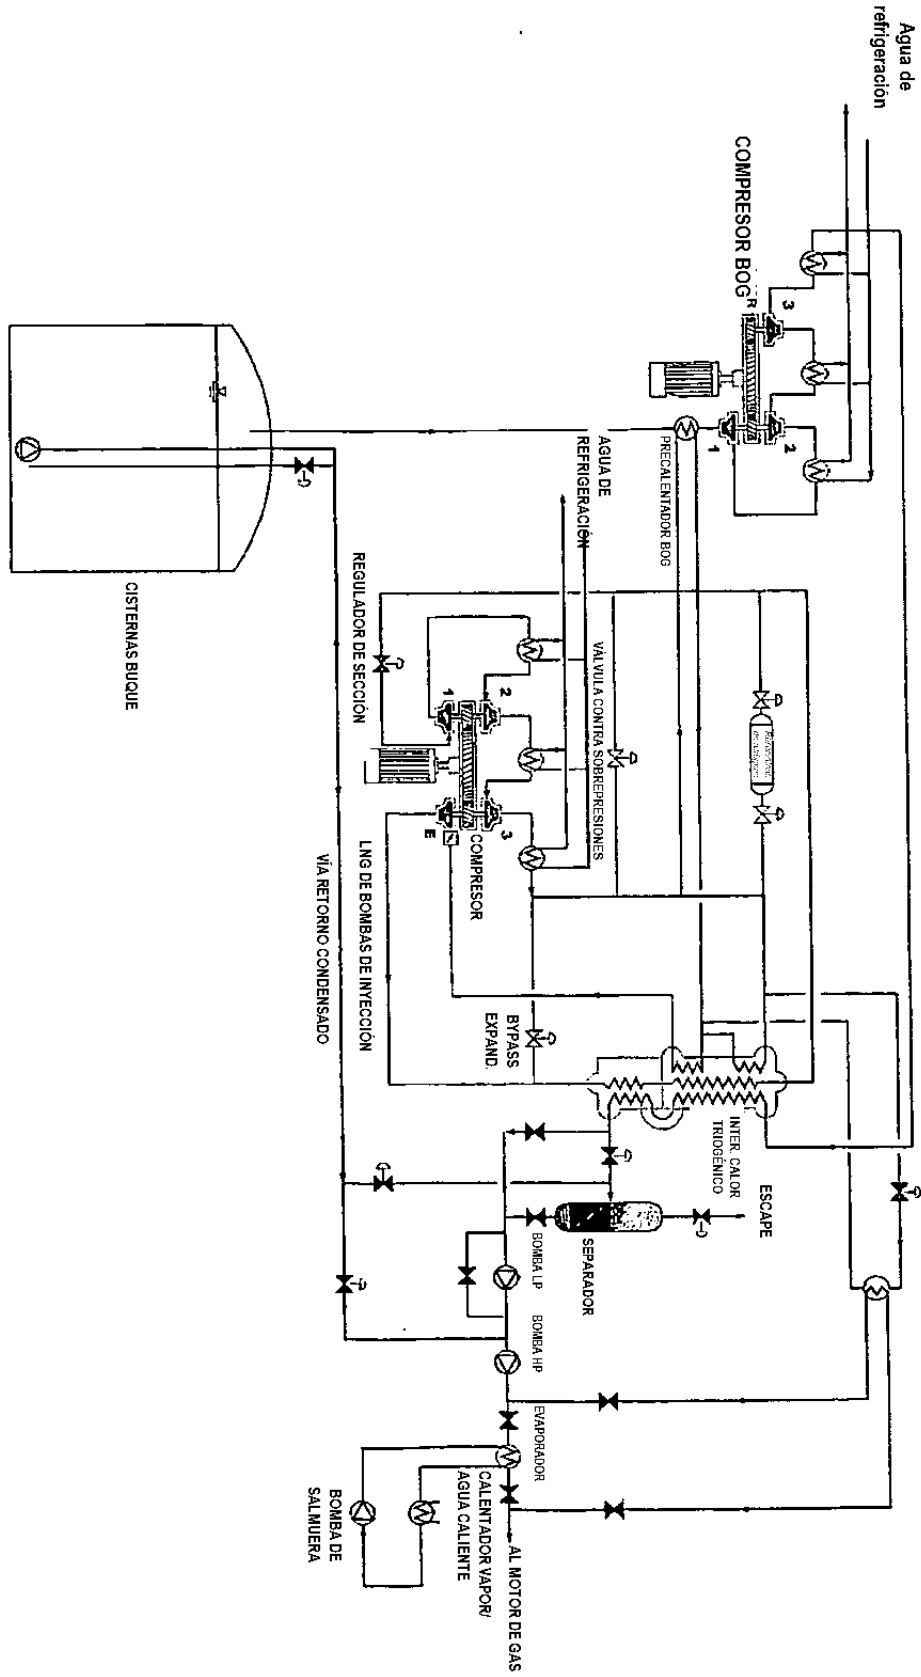 Agua de
refrigeración
COMPRESOR BOG
R
3
2
1
PRECALENTADOR BOG
AGUA DE
REFRIGERACIÓN
VÁLVULA CONTRA SOBREPRESIONES
INTER. CALOR
TRIOGÉNICO
ESCAPE
SEPARADOR
REGULADOR DE SECCIÓN
1
2
3
E
COMPRESOR
BYPASS
EXPAND.
BOMBA LP
BOMBA HP
EVAPORADOR
AL MOTOR DE GAS
CALENTADOR VAPOR/
AGUA CALIENTE
BOMBA DE
SALMUERA
LNG DE BOMBAS DE INYECCIÓN
VÍA RETORNO CONDENSADO
CISTERNAS BUQUE